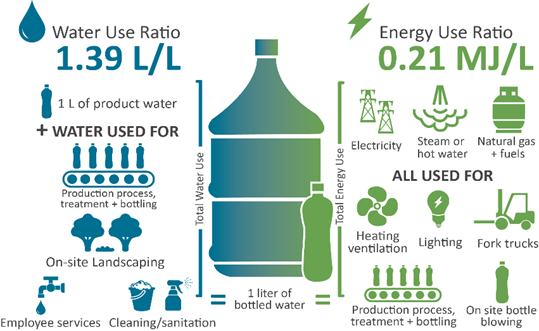 Water Use Ratio
1.39 L/L
1 L of product water
+ WATER USED FOR
Production process,
treatment + bottling
On-site Landscaping
Employee services
Cleaning/sanitation
Total Water Use
= 1 liter of =
bottled water
Total Energy Use
Energy Use Ratio
0.21 MJ/L
Electricity
Steam or
hot water
Natural gas
+ fuels
ALL USED FOR
Heating
ventilation
Lighting
Fork trucks
Production process,
treatment + bottling
On site bottle
blowing